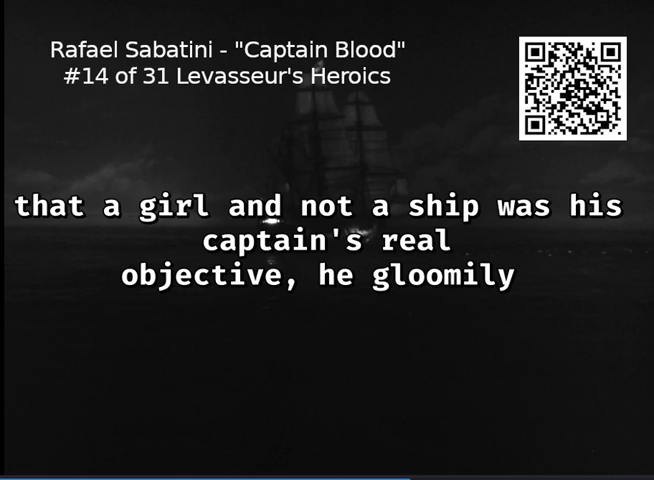 Rafael Sabatini - "Captain Blood"
#14 of 31 Levasseur's Heroics
that a girl and not a ship was his
captain's real
objective, he gloomily